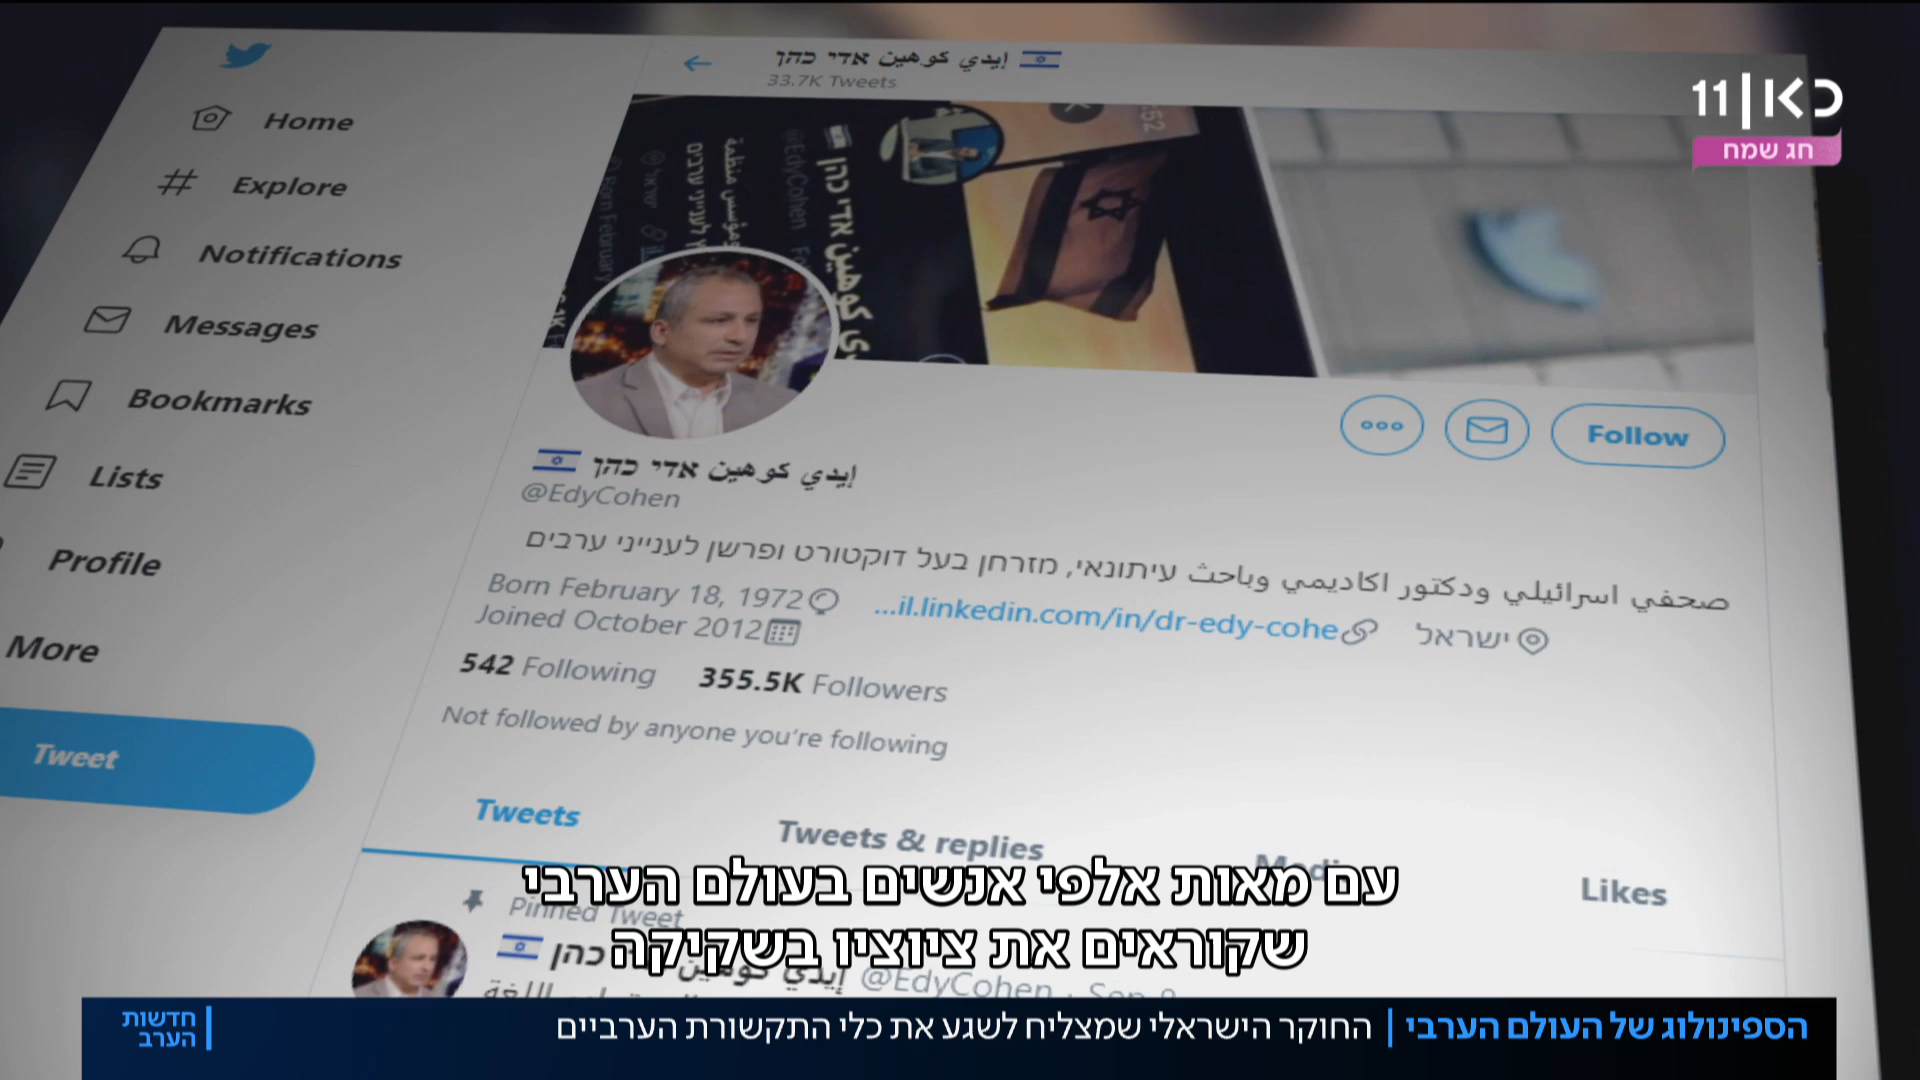 إيدي كوهين אדי כהן
33.7K Tweets
כאן 11
חג שמח
Home
Explore
Notifications
Messages
Bookmarks
Lists
Profile
More
Tweet
Follow
إيدي كوهين אדי כהן
@EdyCohen
صحفي اسرائيلي ودكتور اكاديمي وباحث עיתונאי, מזרחן בעל דוקטורט ופרשן לענייני ערבים
ישראל il.linkedin.com/in/dr-edy-cohe… Born February 18, 1972
Joined October 2012
542 Following 355.5K Followers
Not followed by anyone you're following
Tweets Tweets & replies Likes
Pinned Tweet
@EdyCohen · Sep
עם מאות אלפי אנשים בעולם הערבי
שקוראים את ציוציו בשקיקה
הספינולוג של העולם הערבי | החוקר הישראלי שמצליח לשגע את כלי התקשורת הערביים
חדשות
הערב